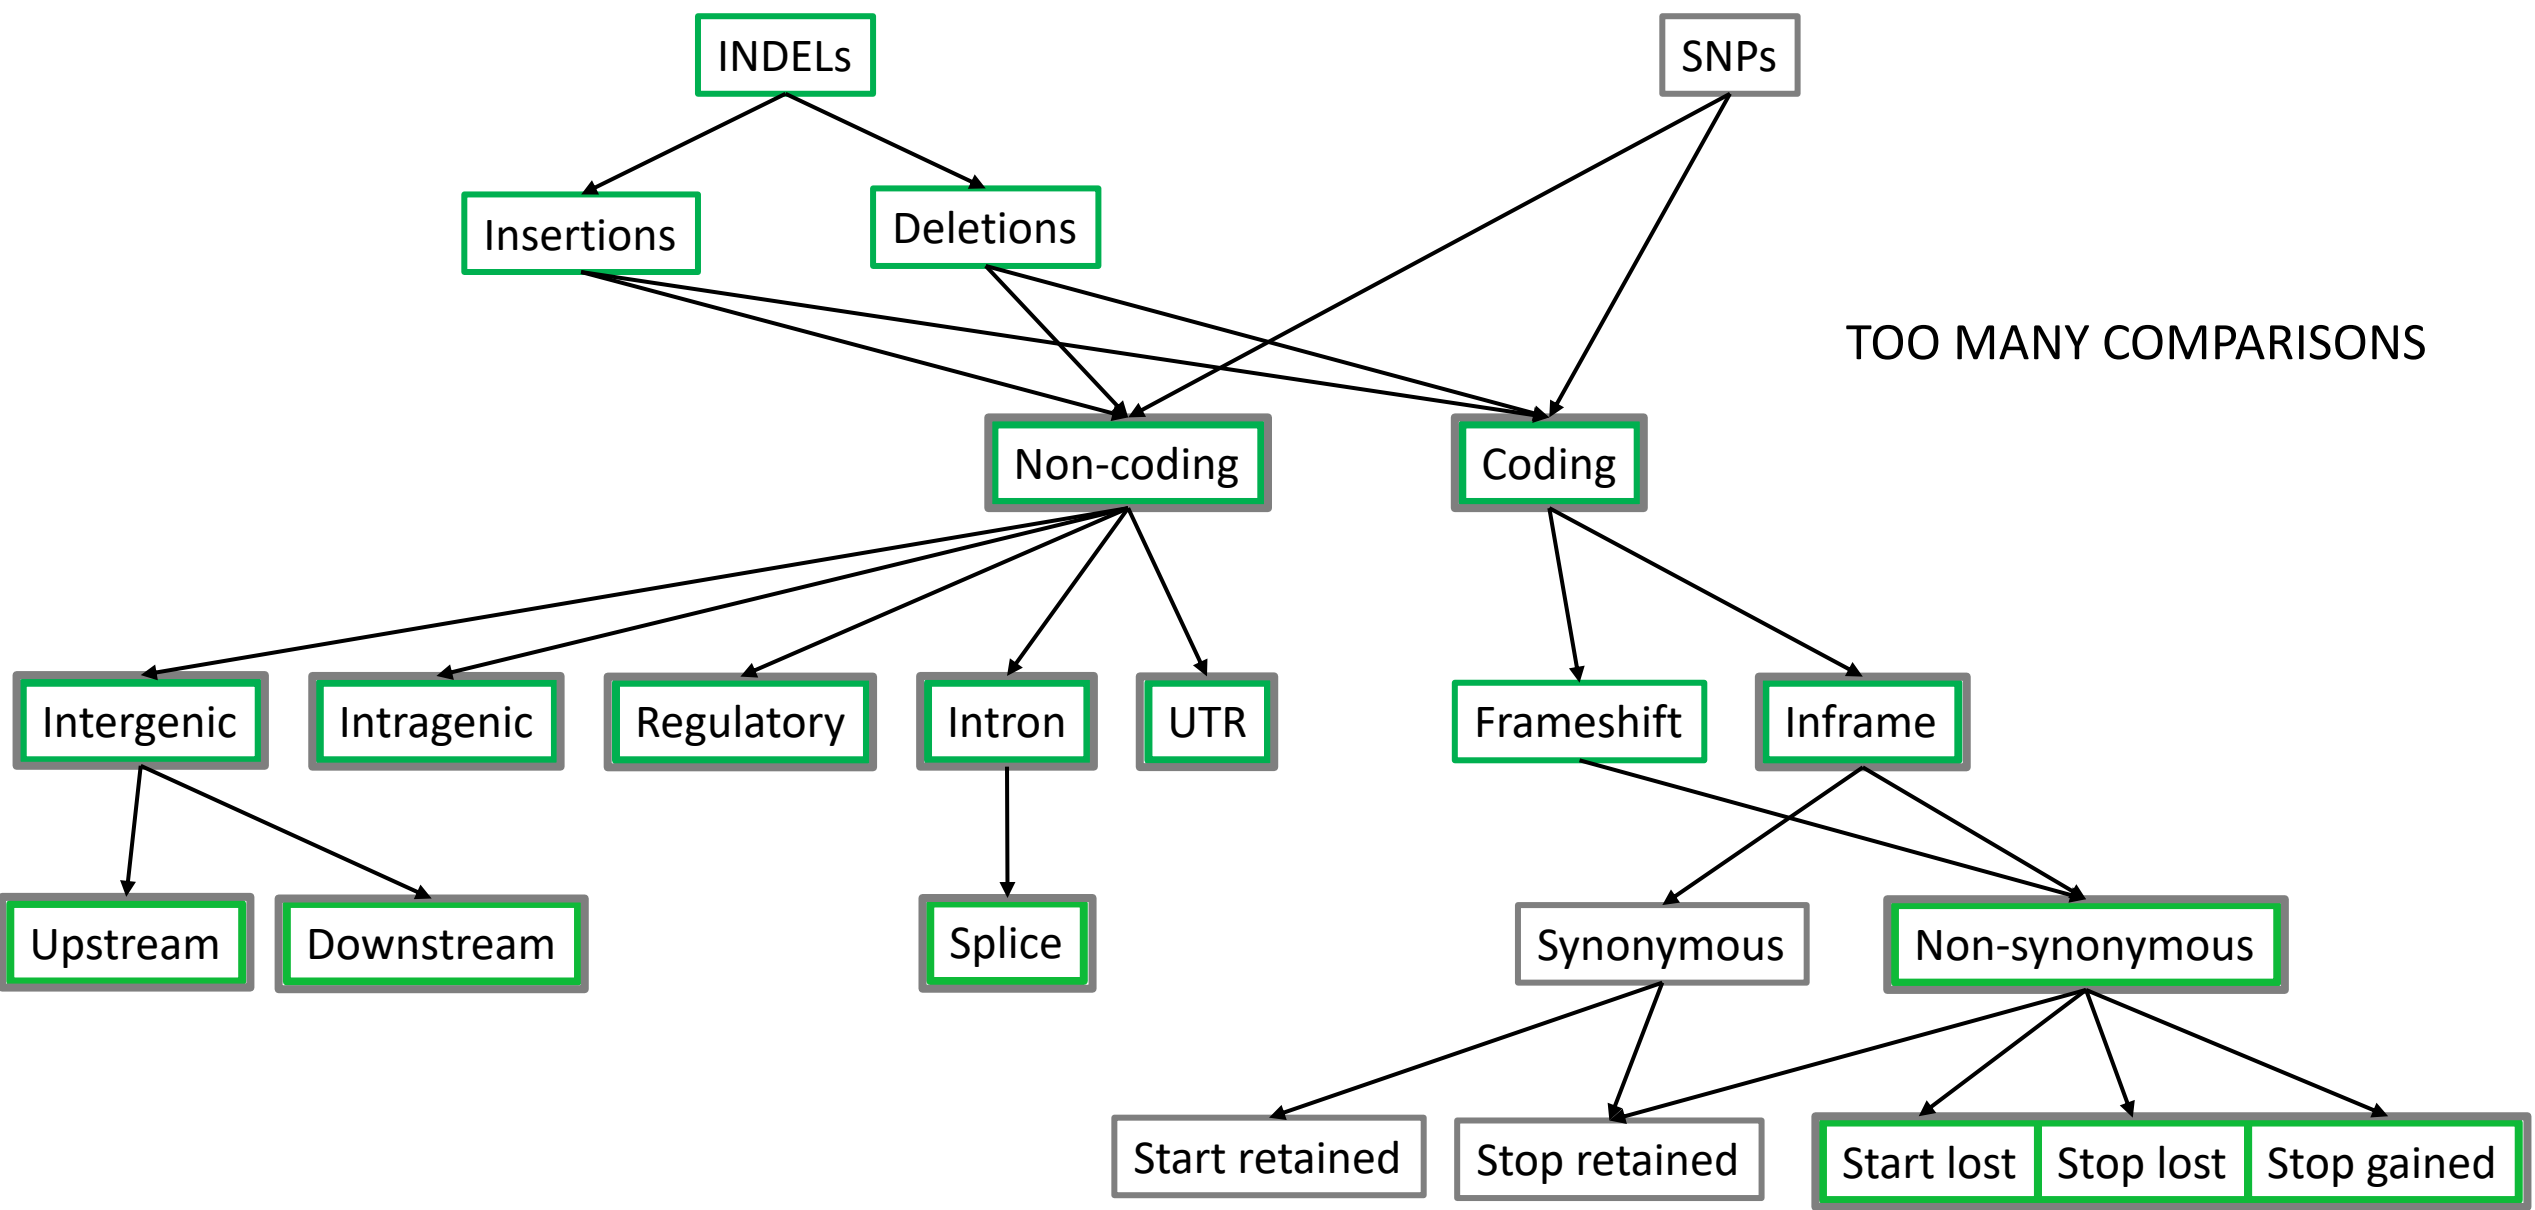 INDELs
SNPs
Insertions
Deletions
TOO MANY COMPARISONS
Non-coding
Coding
Intergenic
Intragenic
Regulatory
Intron
UTR
Frameshift
Inframe
Upstream
Downstream
Splice
Synonymous
Non-synonymous
Start retained
Stop retained
Start lost
Stop lost
Stop gained